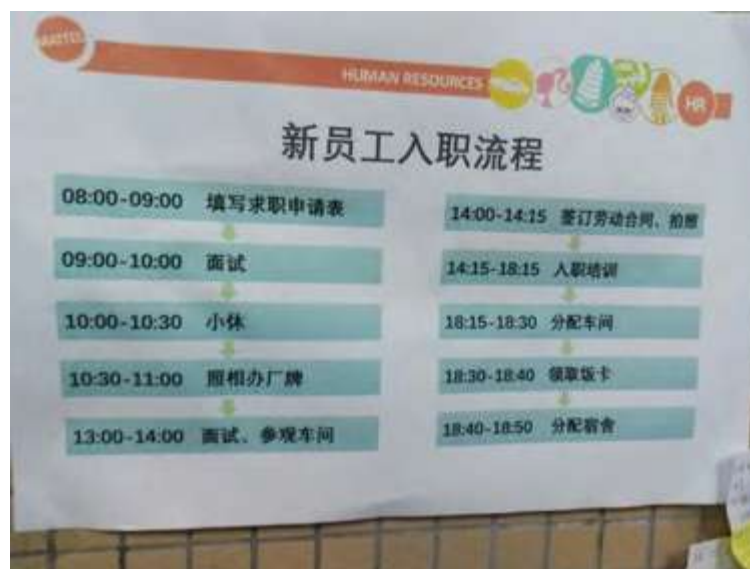 MATTEL
HUMAN RESOURCES
HR
新员工入职流程
08:00-09:00 填写求职申请表
09:00-10:00 面试
10:00-10:30 小休
10:30-11:00 照相办厂牌
13:00-14:00 面试、参观车间
14:00-14:15 签订劳动合同、拍照
14:15-18:15 入职培训
18:15-18:30 分配车间
18:30-18:40 领取饭卡
18:40-18:50 分配宿舍